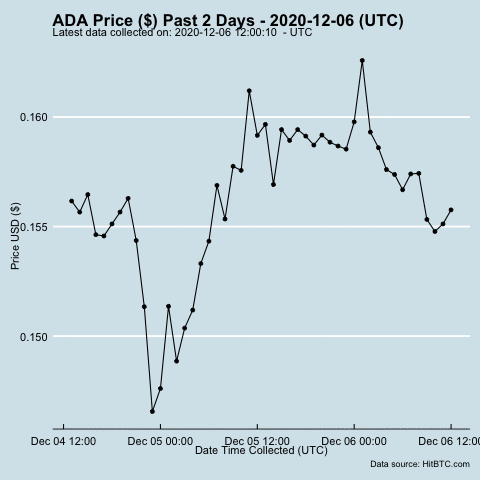 ADA Price ($) Past 2 Days - 2020-12-06 (UTC)
Latest data collected on: 2020-12-06 12:00:10  - UTC
0.160
0.155
0.150
Price USD ($)
Dec 04 12:00 Dec 05 00:00 Dec 05 12:00 Dec 06 00:00 Dec 06 12:00
Date Time Collected (UTC)
Data source: HitBTC.com